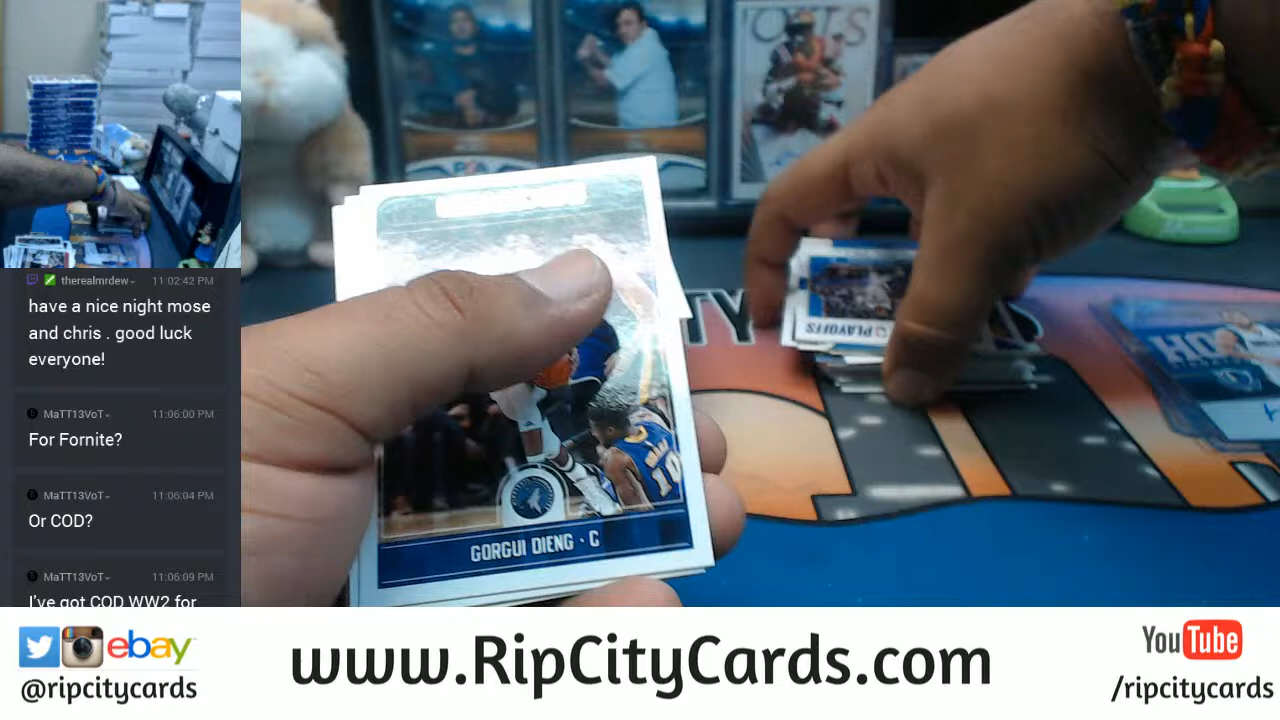 therealmrdew- 11:02:42 PM
have a nice night mose
and chris . good luck
everyone!
MaTT13VoT- 11:06:00 PM
For Fornite?
MaTT13VoT- 11:06:04 PM
Or COD?
MaTT13VoT- 11:06:09 PM
I've got COD WW2 for
PLAYOFFS
GORGUI DIENG · C
10
ebay
@ripcitycards
www.RipCityCards.com
YouTube
/ripcitycards